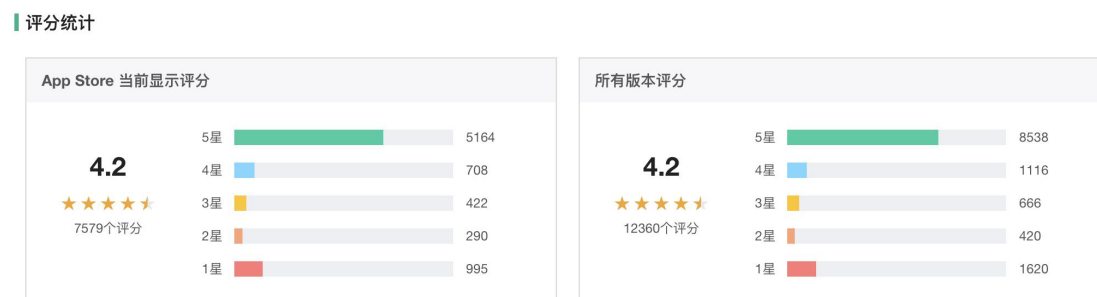 评分统计
App Store 当前显示评分
4.2
7579个评分
5星 5164
4星 708
3星 422
2星 290
1星 995
所有版本评分
4.2
12360个评分
5星 8538
4星 1116
3星 666
2星 420
1星 1620